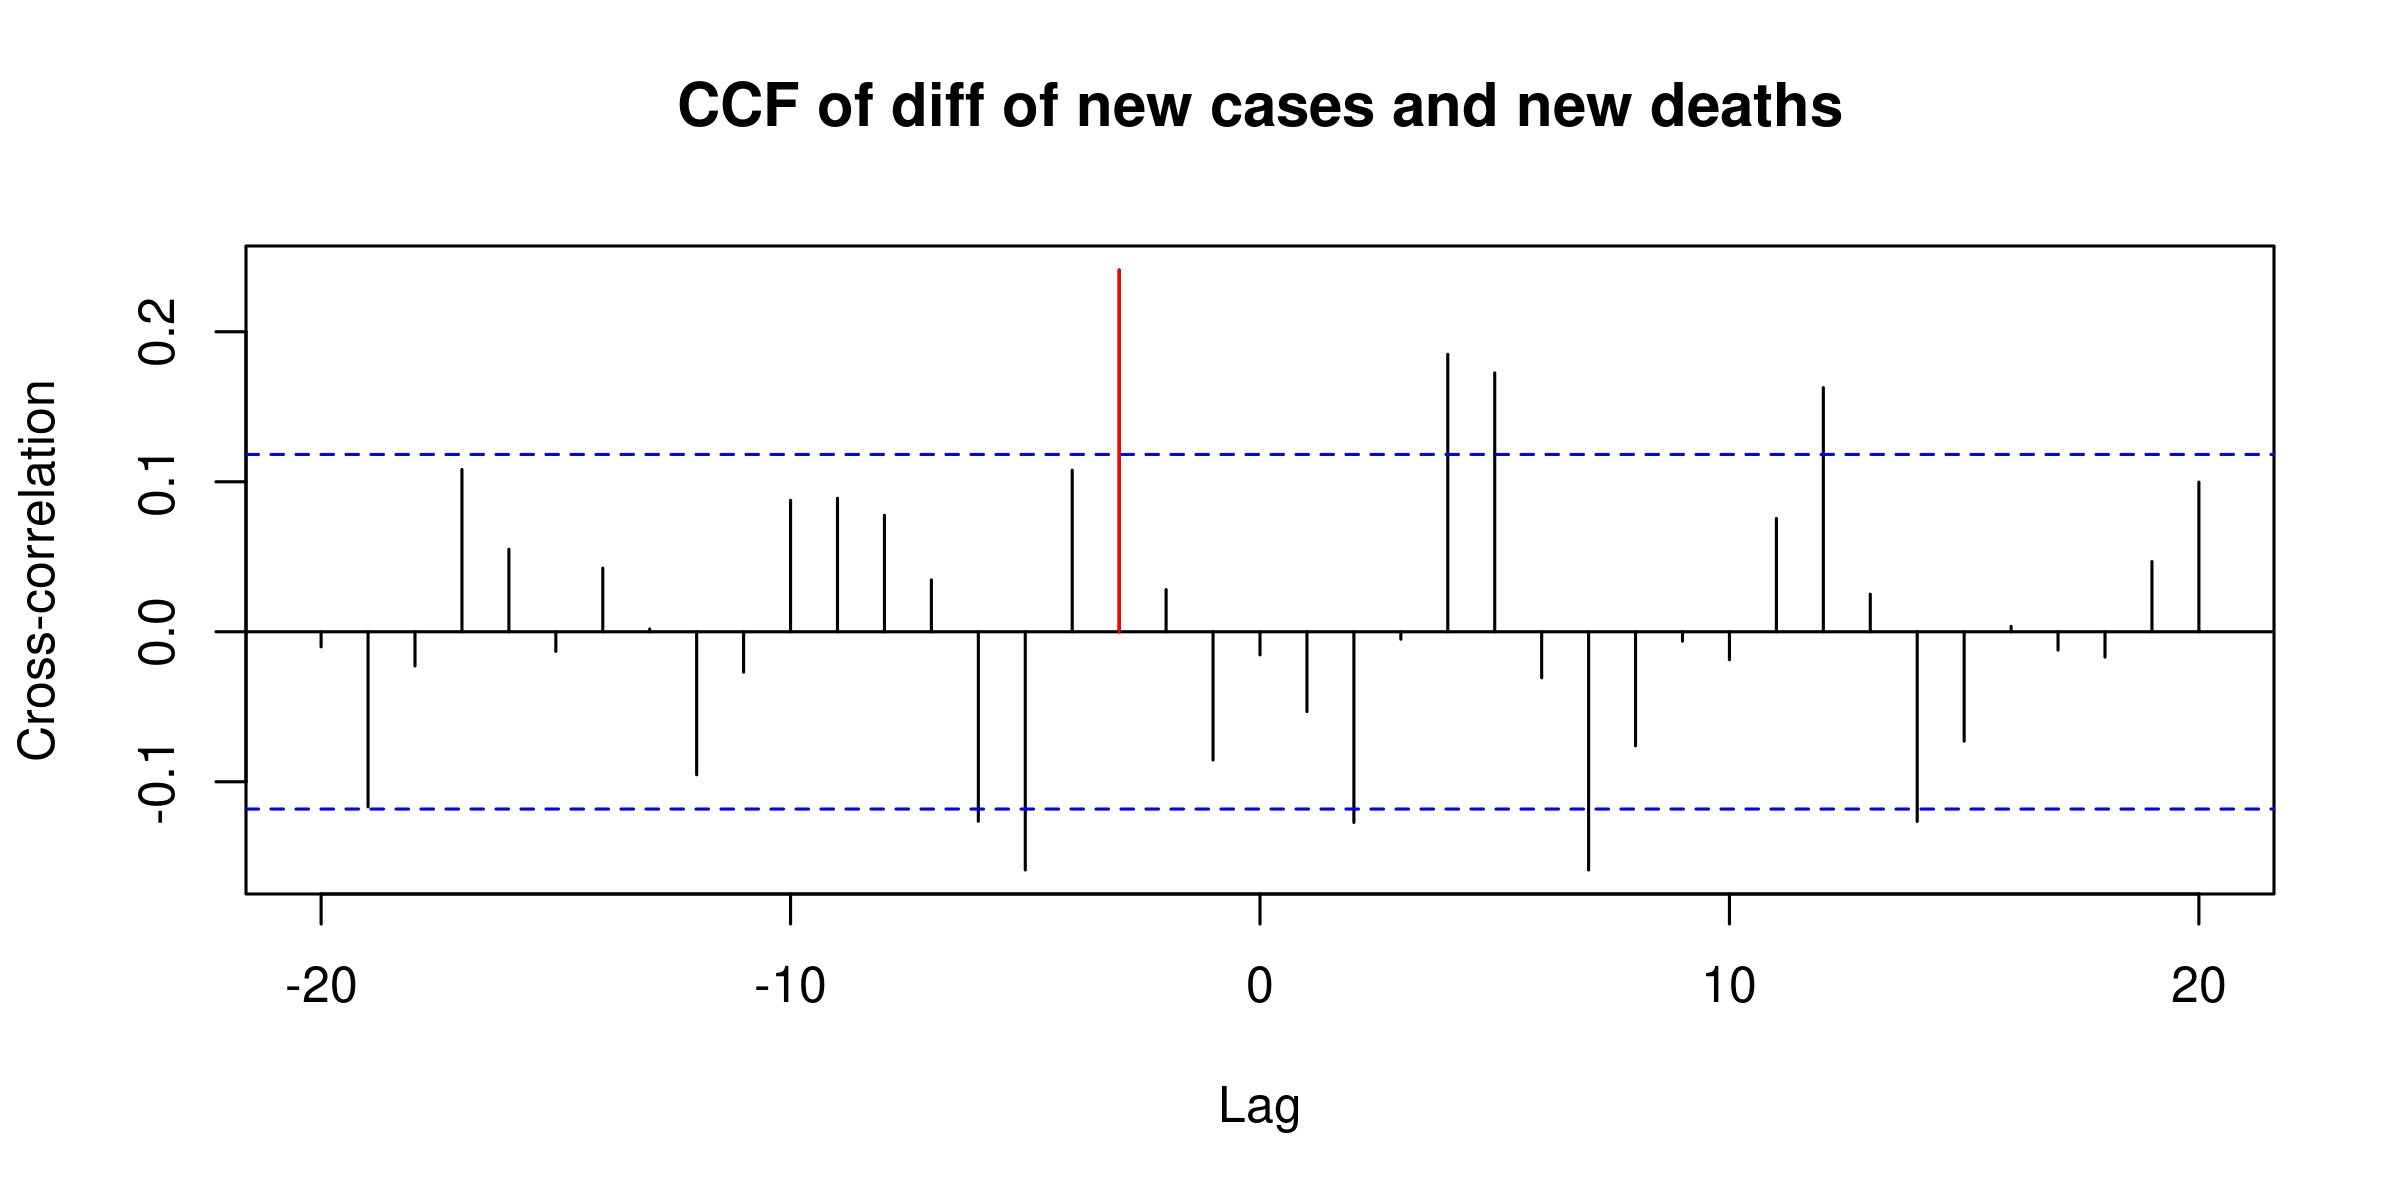 CCF of diff of new cases and new deaths
Cross-correlation
0.2
0.1
0.0
-0.1
-20 -10 0 10 20
Lag